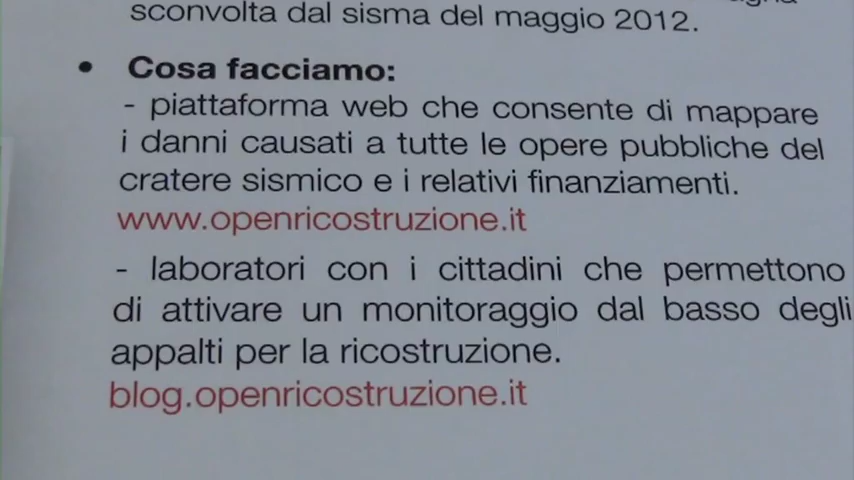 sconvolta dal sisma del maggio 2012.
• Cosa facciamo:
- piattaforma web che consente di mappare
i danni causati a tutte le opere pubbliche del
cratere sismico e i relativi finanziamenti.
www.openricostruzione.it
- laboratori con i cittadini che permettono
di attivare un monitoraggio dal basso degli
appalti per la ricostruzione.
blog.openricostruzione.it